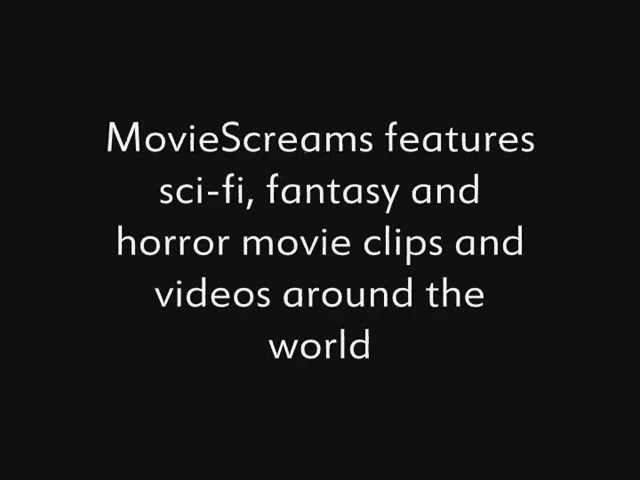 MovieScreams features
sci-fi, fantasy and
horror movie clips and
videos around the
world